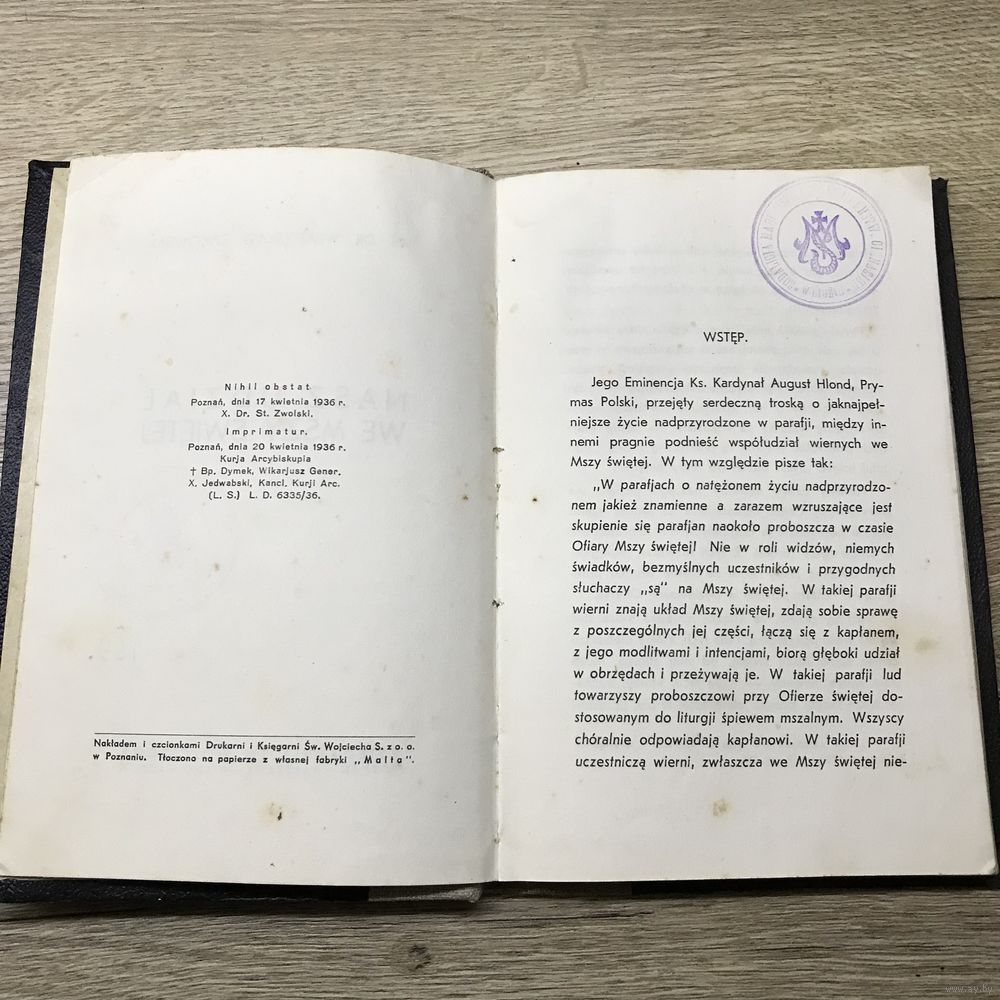 Nihil obstat
Poznań, dnia 17 kwietnia 1936 r.
X. Dr. St. Zwolski.
Imprimatur.
Poznań, dnia 20 kwietnia 1936 r.
Kurja Arcybiskupia
† Bp. Dymek, Wikarjusz Gener.
X. Jedwabski, Kancl. Kurji Arc.
(L. S.) L. D. 6335/36.
Nakładem i czcionkami Drukarni i Księgarni Św. Wojciecha S. z o. o.
w Poznaniu. Tłoczono na papierze z własnej fabryki „Malta".
WSTĘP.
Jego Eminencja Ks. Kardynał August Hlond, Pry-
mas Polski, przejęty serdeczną troską o jaknajpeł-
niejsze życie nadprzyrodzone w parafji, między in-
nemi pragnie podnieść współudział wiernych we
Mszy świętej. W tym względzie pisze tak:
„W parafjach o natężonem życiu nadprzyrodzo-
nem jakież znamienne a zarazem wzruszające jest
skupienie się parafjan naokoło proboszcza w czasie
Ofiary Mszy świętej! Nie w roli widzów, niemych
świadków, bezmyślnych uczestników i przygodnych
słuchaczy „są" na Mszy świętej. W takiej parafji
wierni znają układ Mszy świętej, zdają sobie sprawę
z poszczególnych jej części, łączą się z kapłanem,
z jego modlitwami i intencjami, biorą głęboki udział
w obrzędach i przeżywają je. W takiej parafji lud
towarzyszy proboszczowi przy Ofierze świętej do-
stosowanym do liturgji śpiewem mszalnym. Wszyscy
chóralnie odpowiadają kapłanowi. W takiej parafji
uczestniczą wierni, zwłaszcza we Mszy świętej nie-
www.ay.by